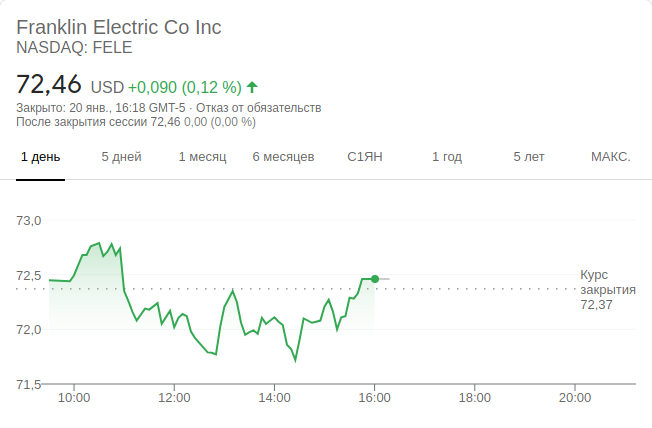 Franklin Electric Co Inc
NASDAQ: FELE
72,46 USD +0,090 (0,12 %)
Закрыто: 20 янв., 16:18 GMT-5 · Отказ от обязательств
После закрытия сессии 72,46 0,00 (0,00 %)
1 день 5 дней 1 месяц 6 месяцев С1ЯН 1 год 5 лет МАКС.
73,0
72,5
Курс
закрытия
72,37
72,0
71,5
10:00 12:00 14:00 16:00 18:00 20:00